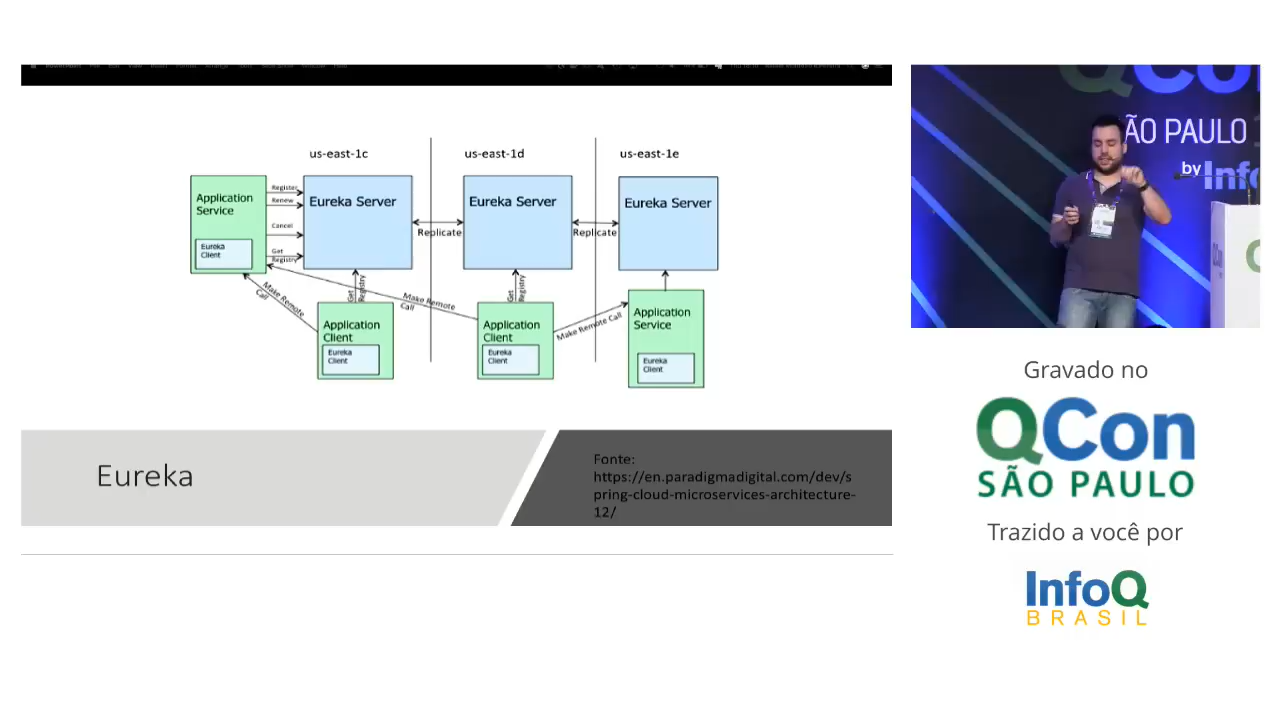 us-east-1c
us-east-1d
us-east-1e
Application
Service
Eureka
Client
Register
Renew
Cancel
Get
Registry
Eureka Server
Replicate
Eureka Server
Replicate
Eureka Server
Make Remote
Call
Get
Registry
Make Remote
Call
Get
Registry
Make Remote Call
Application
Client
Eureka
Client
Application
Client
Eureka
Client
Application
Service
Eureka
Client
Eureka
Fonte:
https://en.paradigmadigital.com/dev/s
pring-cloud-microservices-architecture-
12/
ÃO PAULO
by Info
Gravado no
QCon
SÃO PAULO
Trazido a você por
InfoQ
BRASIL